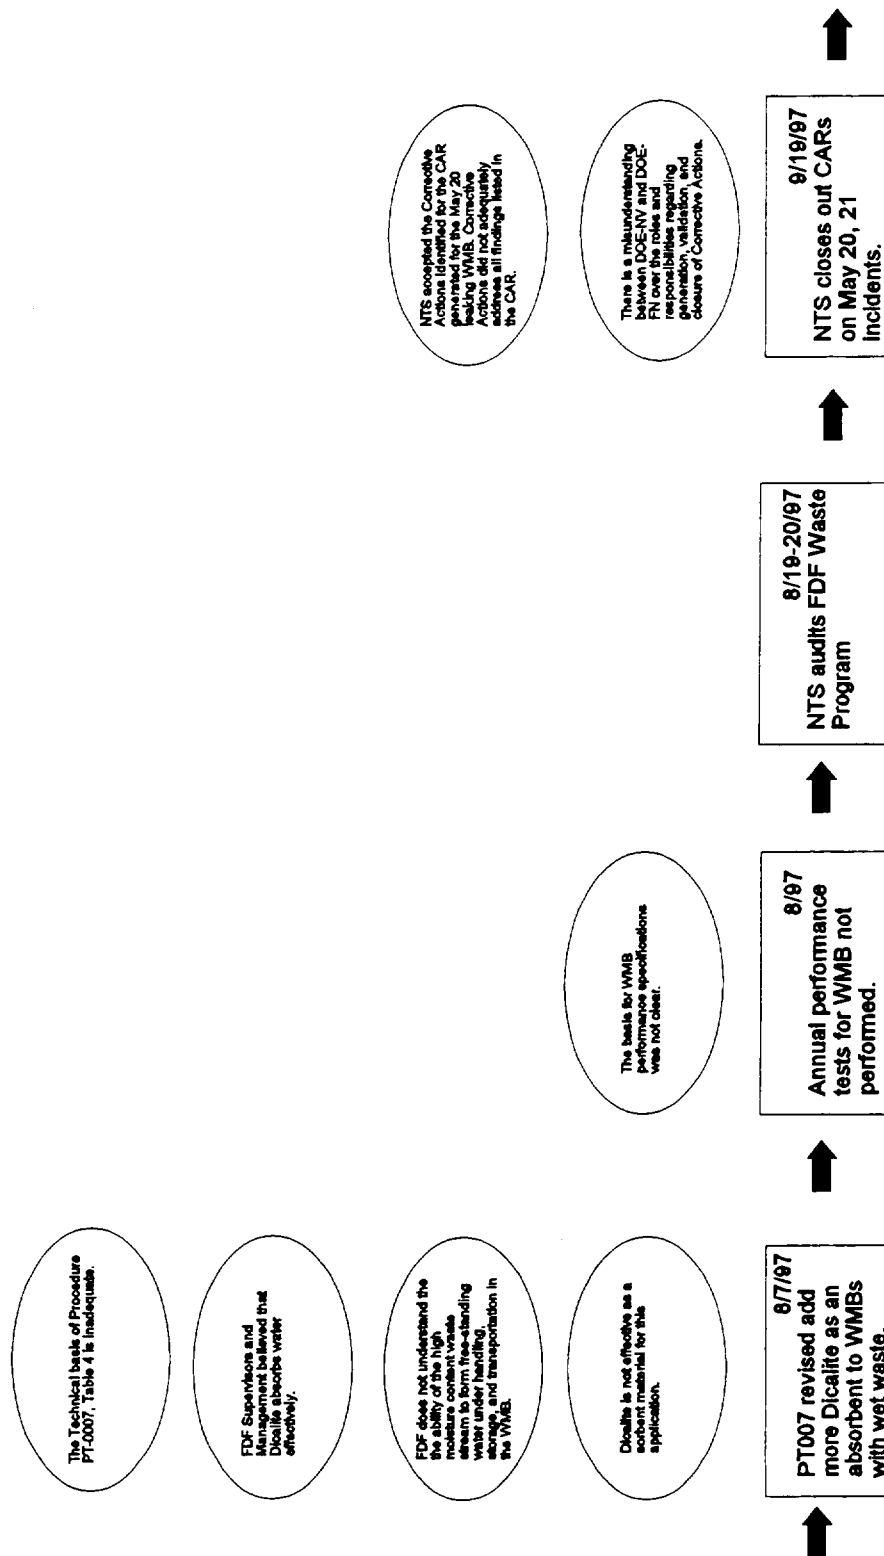 The Technical basis of Procedure
PT-0007, Table 4 is inadequate.
FDF Supervisors and
Management believed that
Dicalite absorbs water
effectively.
FDF does not understand the
the ability of the high
moisture content waste
stream to form free-standing
water under handling,
storage, and transportation in
the WMB.
Dicalite is not effective as a
sorbent material for this
application.
8/7/97
PT007 revised add
more Dicalite as an
absorbent to WMBs
with wet waste.
The basis for WMB
performance specifications
was not clear.
8/97
Annual performance
tests for WMB not
performed.
8/19-20/97
NTS audits FDF Waste
Program
NTS accepted the Corrective
Actions identified for the CAR
generated for the May 20
leaking WMB. Corrective
Actions did not adequately
address all findings listed in
the CAR.
There is a misunderstanding
between DOE-NV and DOE-
FN over the roles and
responsibilities regarding
generation, validation, and
closure of Corrective Actions.
9/19/97
NTS closes out CARs
on May 20, 21
incidents.